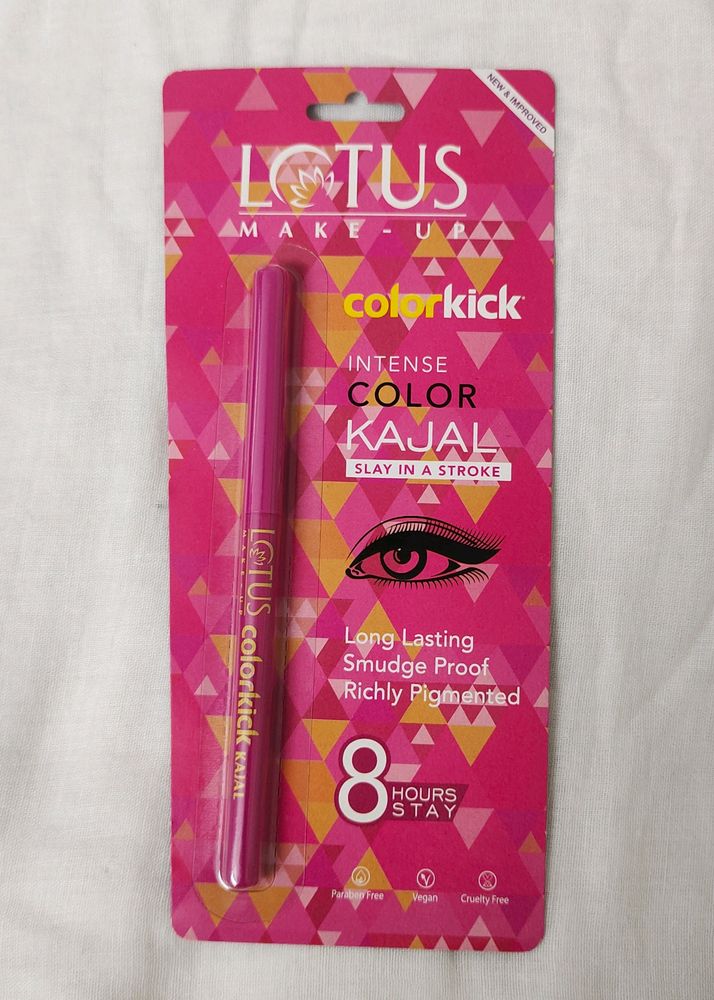 NEW & IMPROVED
LOTUS
MAKE-UP
colorkick
INTENSE
COLOR
KAJAL
SLAY IN A STROKE
Long Lasting
Smudge Proof
Richly Pigmented
8 HOURS
STAY
Paraben Free
Vegan
Cruelty Free
LOTUS
MAKE-UP
colorkick KAJAL